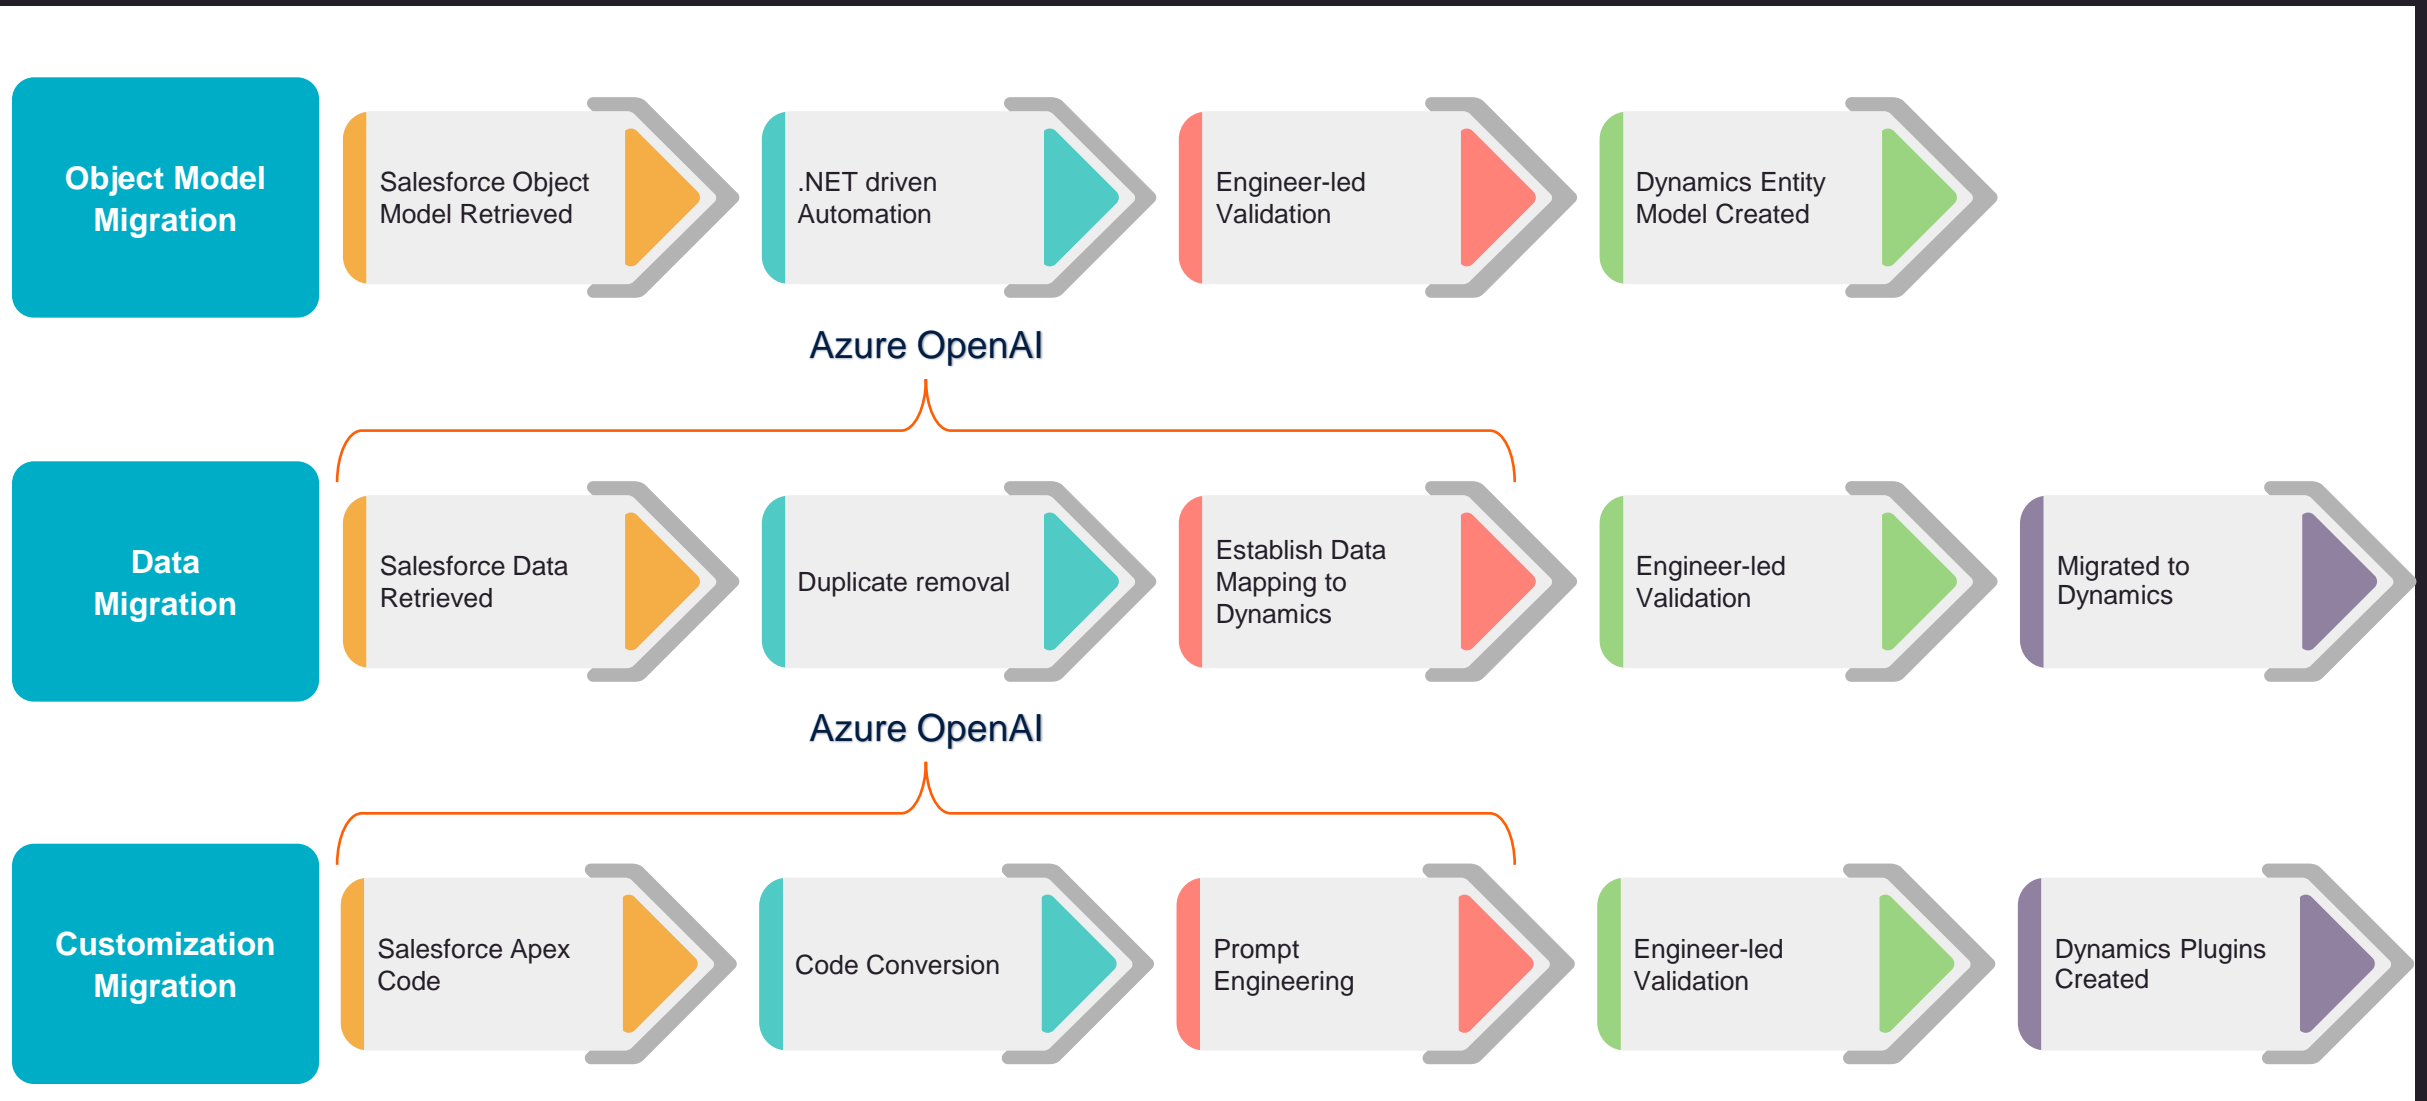 Object Model
Migration
Salesforce Object
Model Retrieved
.NET driven
Automation
Engineer-led
Validation
Dynamics Entity
Model Created
Azure OpenAI
Data
Migration
Salesforce Data
Retrieved
Duplicate removal
Establish Data
Mapping to
Dynamics
Engineer-led
Validation
Migrated to
Dynamics
Azure OpenAI
Customization
Migration
Salesforce Apex
Code
Code Conversion
Prompt
Engineering
Engineer-led
Validation
Dynamics Plugins
Created